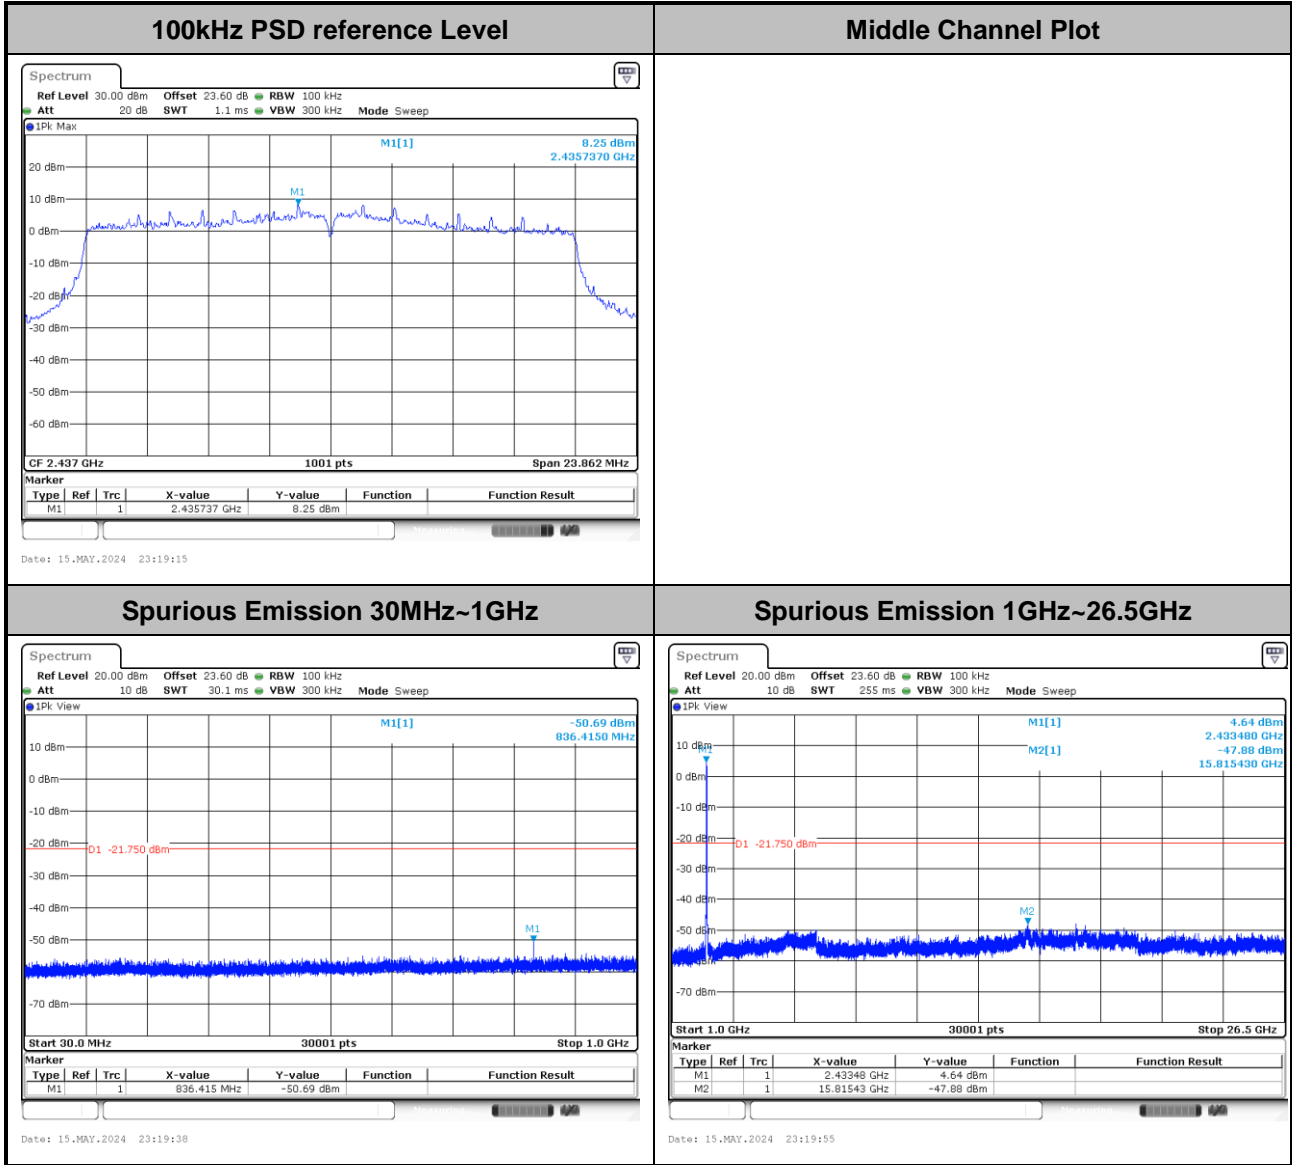 100kHz PSD reference Level
Middle Channel Plot
Spectrum
Ref Level 30.00 dBm Offset 23.60 dB RBW 100 kHz
Att 20 dB SWT 1.1 ms VBW 300 kHz Mode Sweep
1Pk Max
M1[1] 8.25 dBm
2.4357370 GHz
20 dBm
M1
10 dBm
0 dBm
-10 dBm
-20 dBm
-30 dBm
-40 dBm
-50 dBm
-60 dBm
CF 2.437 GHz 1001 pts Span 23.862 MHz
Marker
Type Ref Trc X-value Y-value Function Function Result
M1 1 2.435737 GHz 8.25 dBm
Date: 15.MAY.2024 23:19:15
Spurious Emission 30MHz~1GHz
Spurious Emission 1GHz~26.5GHz
Spectrum
Ref Level 20.00 dBm Offset 23.60 dB RBW 100 kHz
Att 10 dB SWT 30.1 ms VBW 300 kHz Mode Sweep
1Pk View
M1[1] -50.69 dBm
836.4150 MHz
10 dBm
0 dBm
-10 dBm
-20 dBm
D1 -21.750 dBm
-30 dBm
-40 dBm
M1
-50 dBm
-70 dBm
Start 30.0 MHz 30001 pts Stop 1.0 GHz
Marker
Type Ref Trc X-value Y-value Function Function Result
M1 1 836.415 MHz -50.69 dBm
Date: 15.MAY.2024 23:19:38
Spectrum
Ref Level 20.00 dBm Offset 23.60 dB RBW 100 kHz
Att 10 dB SWT 255 ms VBW 300 kHz Mode Sweep
1Pk View
M1[1] 4.64 dBm
2.433480 GHz
10 dBm
M1
M2[1] -47.88 dBm
15.815430 GHz
0 dBm
-10 dBm
-20 dBm
D1 -21.750 dBm
-30 dBm
-40 dBm
M2
-50 dBm
-70 dBm
Start 1.0 GHz 30001 pts Stop 26.5 GHz
Marker
Type Ref Trc X-value Y-value Function Function Result
M1 1 2.43348 GHz 4.64 dBm
M2 1 15.81543 GHz -47.88 dBm
Date: 15.MAY.2024 23:19:55